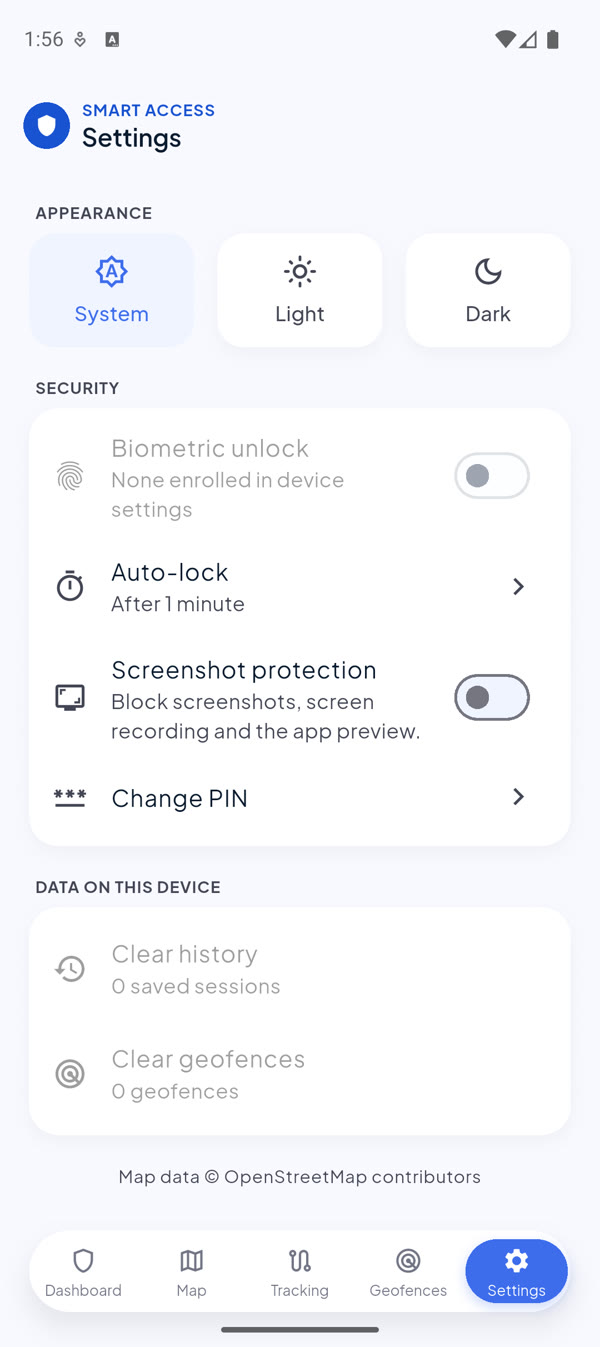 1:56
SMART ACCESS
Settings
APPEARANCE
System
Light
Dark
SECURITY
Biometric unlock
None enrolled in device
settings
Auto-lock
After 1 minute
Screenshot protection
Block screenshots, screen
recording and the app preview.
Change PIN
DATA ON THIS DEVICE
Clear history
0 saved sessions
Clear geofences
0 geofences
Map data © OpenStreetMap contributors
Dashboard
Map
Tracking
Geofences
Settings